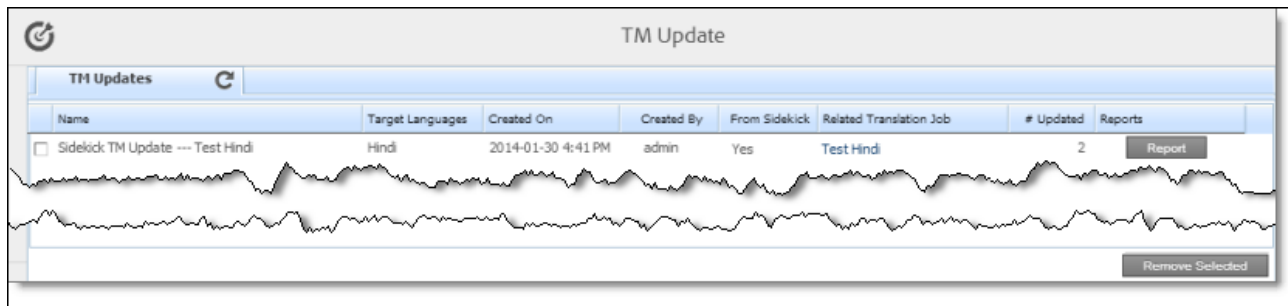 TM Update
TM Updates
Name Target Languages Created On Created By From Sidekick Related Translation Job # Updated Reports
Sidekick TM Update --- Test Hindi Hindi 2014-01-30 4:41 PM admin Yes Test Hindi 2 Report
Remove Selected